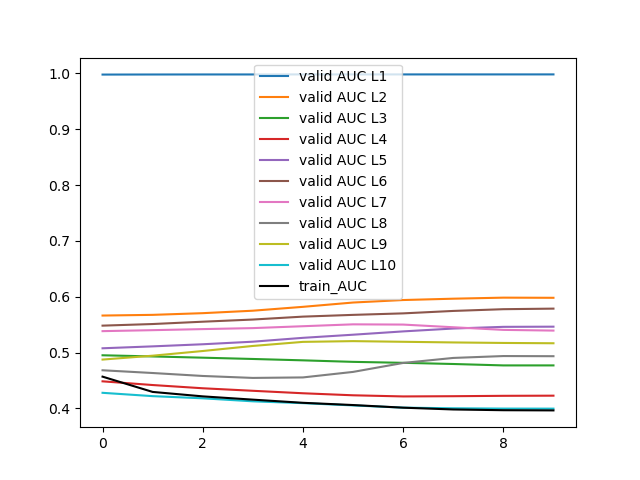 1.0
0.9
0.8
0.7
0.6
0.5
0.4
0 2 4 6 8
valid AUC L1
valid AUC L2
valid AUC L3
valid AUC L4
valid AUC L5
valid AUC L6
valid AUC L7
valid AUC L8
valid AUC L9
valid AUC L10
train_AUC